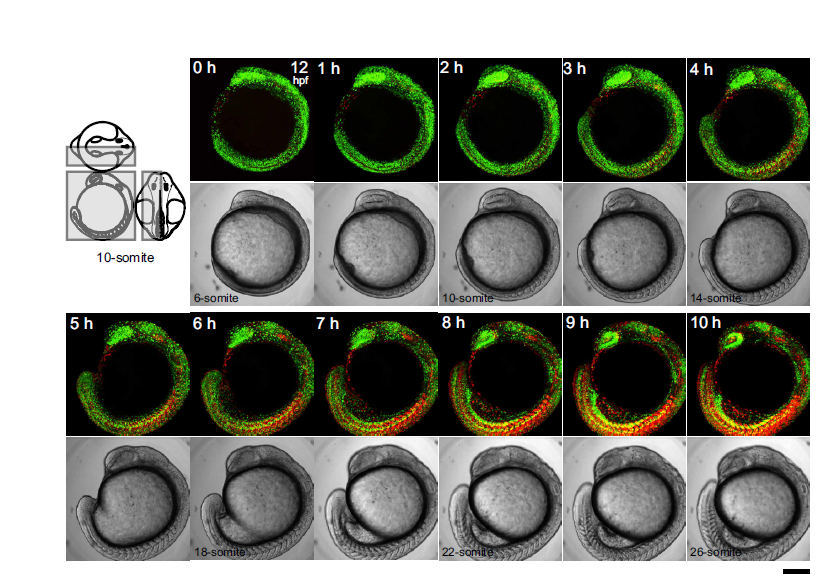 0 h
12
hpf
1 h
2 h
3 h
4 h
10-somite
6-somite
10-somite
14-somite
5 h
6 h
7 h
8 h
9 h
10 h
18-somite
22-somite
26-somite